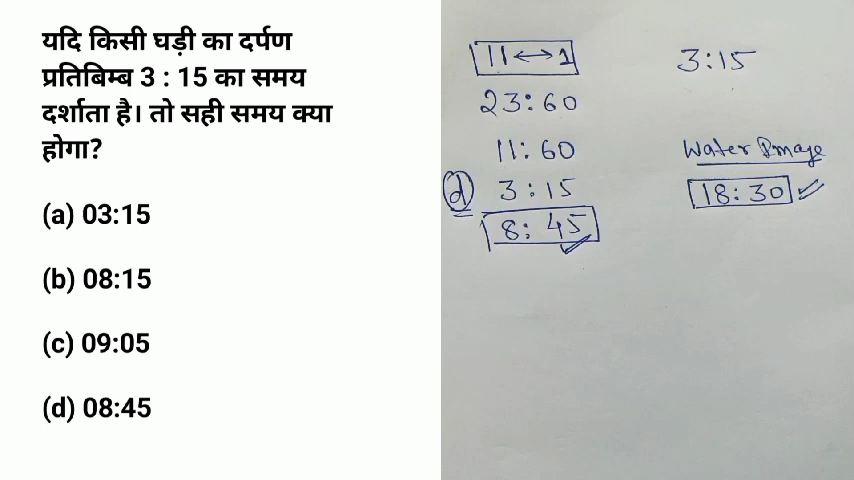 यदि किसी घड़ी का दर्पण
प्रतिबिम्ब 3 : 15 का समय
दर्शाता है। तो सही समय क्या
होगा?
(a) 03:15
(b) 08:15
(c) 09:05
(d) 08:45
11 ↔ 1
23:60
11:60
(d) 3:15
8:45
3:15
Water Image
18:30